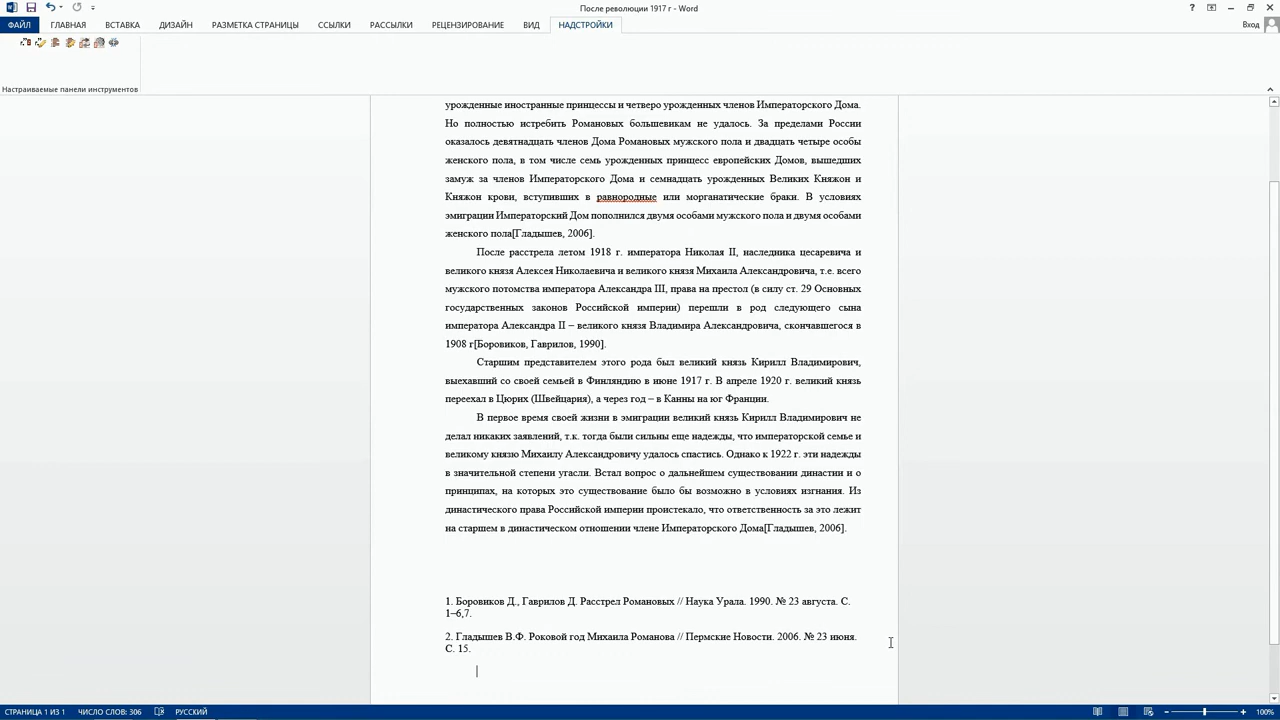 После революции 1917 г - Word
ФАЙЛ ГЛАВНАЯ ВСТАВКА ДИЗАЙН РАЗМЕТКА СТРАНИЦЫ ССЫЛКИ РАССЫЛКИ РЕЦЕНЗИРОВАНИЕ ВИД НАДСТРОЙКИ Вход
Настраиваемые панели инструментов
урожденные иностранные принцессы и четверо урожденных членов Императорского Дома.
Но полностью истребить Романовых большевикам не удалось. За пределами России
оказалось девятнадцать членов Дома Романовых мужского пола и двадцать четыре особы
женского пола, в том числе семь урожденных принцесс европейских Домов, вышедших
замуж за членов Императорского Дома и семнадцать урожденных Великих Княжон и
Княжон крови, вступивших в равнородные или морганатические браки. В условиях
эмиграции Императорский Дом пополнился двумя особами мужского пола и двумя особами
женского пола[Гладышев, 2006].
После расстрела летом 1918 г. императора Николая II, наследника цесаревича и
великого князя Алексея Николаевича и великого князя Михаила Александровича, т.е. всего
мужского потомства императора Александра III, права на престол (в силу ст. 29 Основных
государственных законов Российской империи) перешли в род следующего сына
императора Александра II – великого князя Владимира Александровича, скончавшегося в
1908 г[Боровиков, Гаврилов, 1990].
Старшим представителем этого рода был великий князь Кирилл Владимирович,
выехавший со своей семьей в Финляндию в июне 1917 г. В апреле 1920 г. великий князь
переехал в Цюрих (Швейцария), а через год – в Канны на юг Франции.
В первое время своей жизни в эмиграции великий князь Кирилл Владимирович не
делал никаких заявлений, т.к. тогда были сильны еще надежды, что императорской семье и
великому князю Михаилу Александровичу удалось спастись. Однако к 1922 г. эти надежды
в значительной степени угасли. Встал вопрос о дальнейшем существовании династии и о
принципах, на которых это существование было бы возможно в условиях изгнания. Из
династического права Российской империи проистекало, что ответственность за это лежит
на старшем в династическом отношении члене Императорского Дома[Гладышев, 2006].
1. Боровиков Д., Гаврилов Д. Расстрел Романовых // Наука Урала. 1990. № 23 августа. С.
1–6,7.
2. Гладышев В.Ф. Роковой год Михаила Романова // Пермские Новости. 2006. № 23 июня.
С. 15.
СТРАНИЦА 1 ИЗ 1 ЧИСЛО СЛОВ: 306 РУССКИЙ 100%